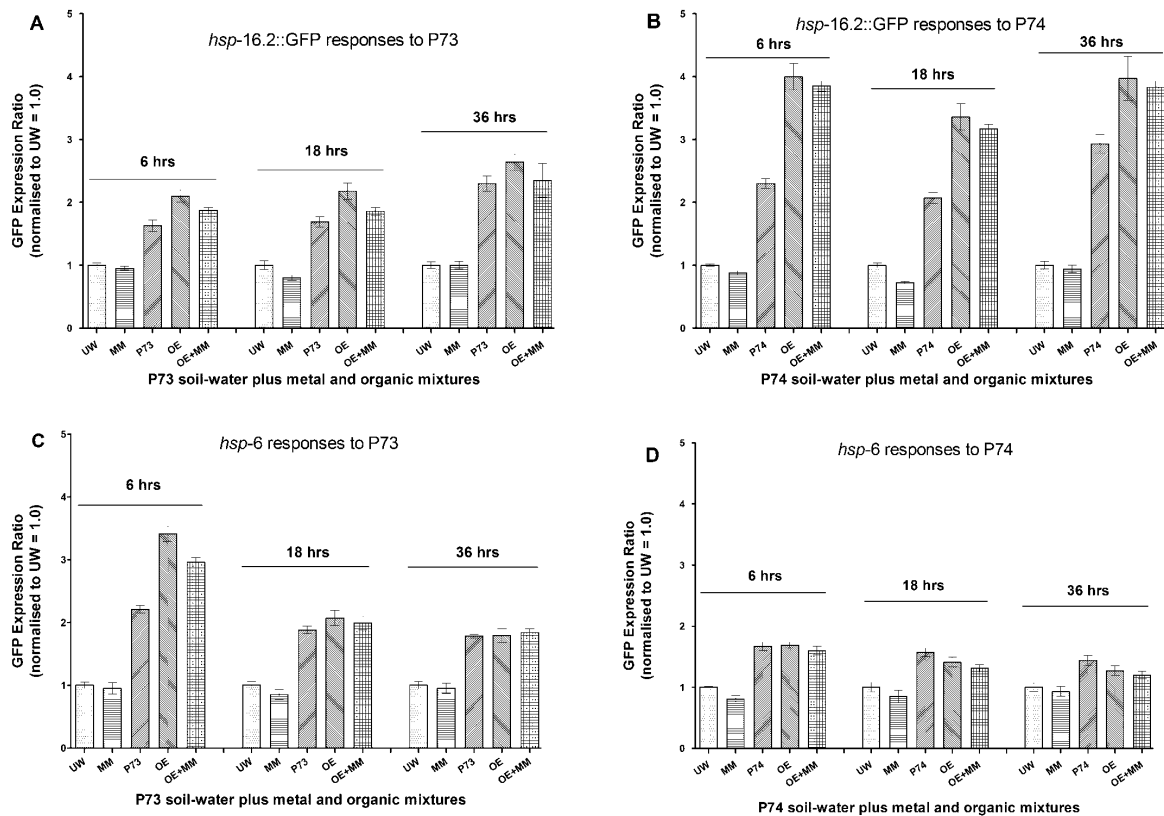 A
hsp-16.2::GFP responses to P73
GFP Expression Ratio
(normalised to UW = 1.0)
5
4
3
2
1
0
6 hrs
18 hrs
36 hrs
UW MM P73 OE OE+MM UW MM P73 OE OE+MM UW MM P73 OE OE+MM
P73 soil-water plus metal and organic mixtures
B
hsp-16.2::GFP responses to P74
GFP Expression Ratio
(normalised to UW = 1.0)
5
4
3
2
1
0
6 hrs
18 hrs
36 hrs
UW MM P74 OE OE+MM UW MM P74 OE OE+MM UW MM P74 OE OE+MM
P74 soil-water plus metal and organic mixtures
C
hsp-6 responses to P73
GFP Expression Ratio
(normalised to UW = 1.0)
5
4
3
2
1
0
6 hrs
18 hrs
36 hrs
UW MM P73 OE OE+MM UW MM P73 OE OE+MM UW MM P73 OE OE+MM
P73 soil-water plus metal and organic mixtures
D
hsp-6 responses to P74
GFP Expression Ratio
(normalised to UW = 1.0)
5
4
3
2
1
0
6 hrs
18 hrs
36 hrs
UW MM P74 OE OE+MM UW MM P74 OE OE+MM UW MM P74 OE OE+MM
P74 soil-water plus metal and organic mixtures